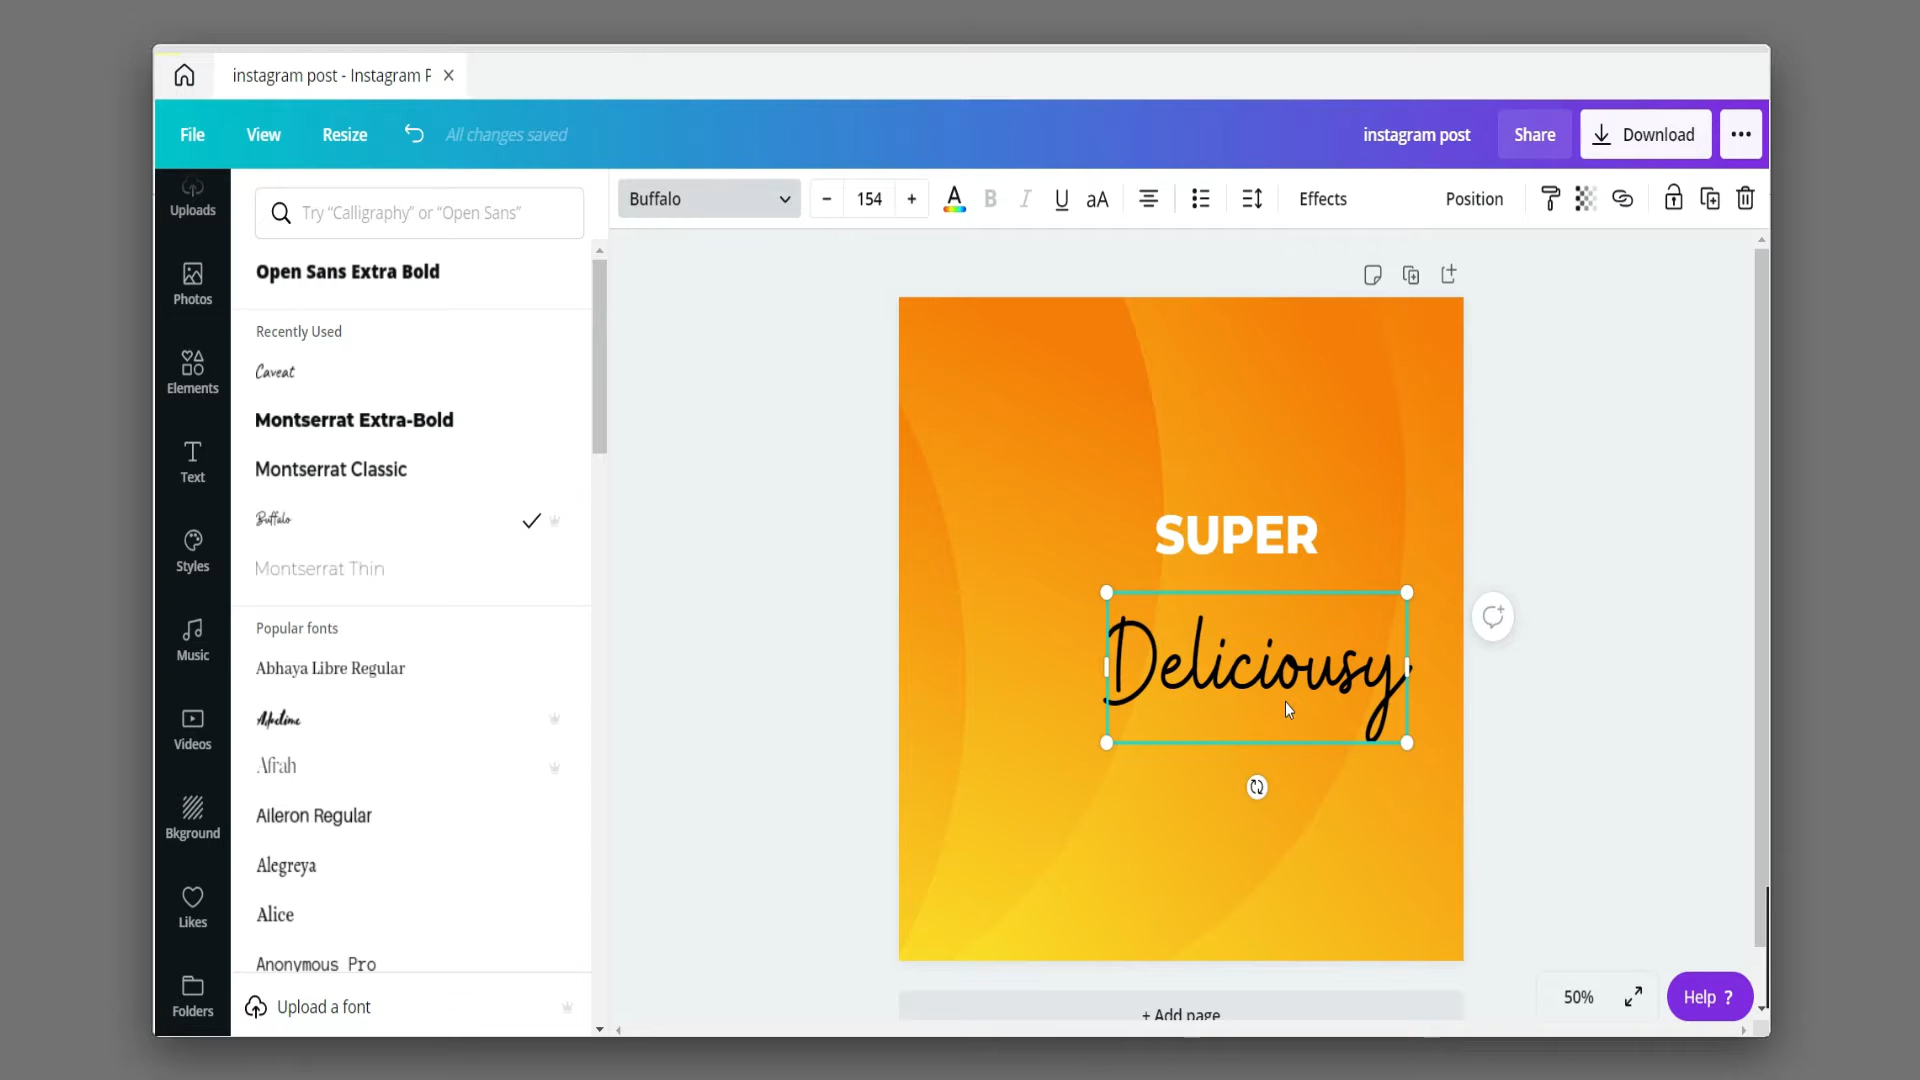 instagram post - Instagram F
File
View
Resize
All changes saved
instagram post
Share
Download
Uploads
Photos
Elements
Text
Styles
Music
Videos
Bkground
Likes
Folders
Try “Calligraphy” or “Open Sans”
Open Sans Extra Bold
Recently Used
Caveat
Montserrat Extra-Bold
Montserrat Classic
Buffalo
Montserrat Thin
Popular fonts
Abhaya Libre Regular
Adeline
Afrah
Aileron Regular
Alegreya
Alice
Anonymous Pro
Upload a font
Buffalo
- 154 +
A
B
I
U
aA
Effects
Position
SUPER
Deliciousy
+ Add page
50%
Help ?